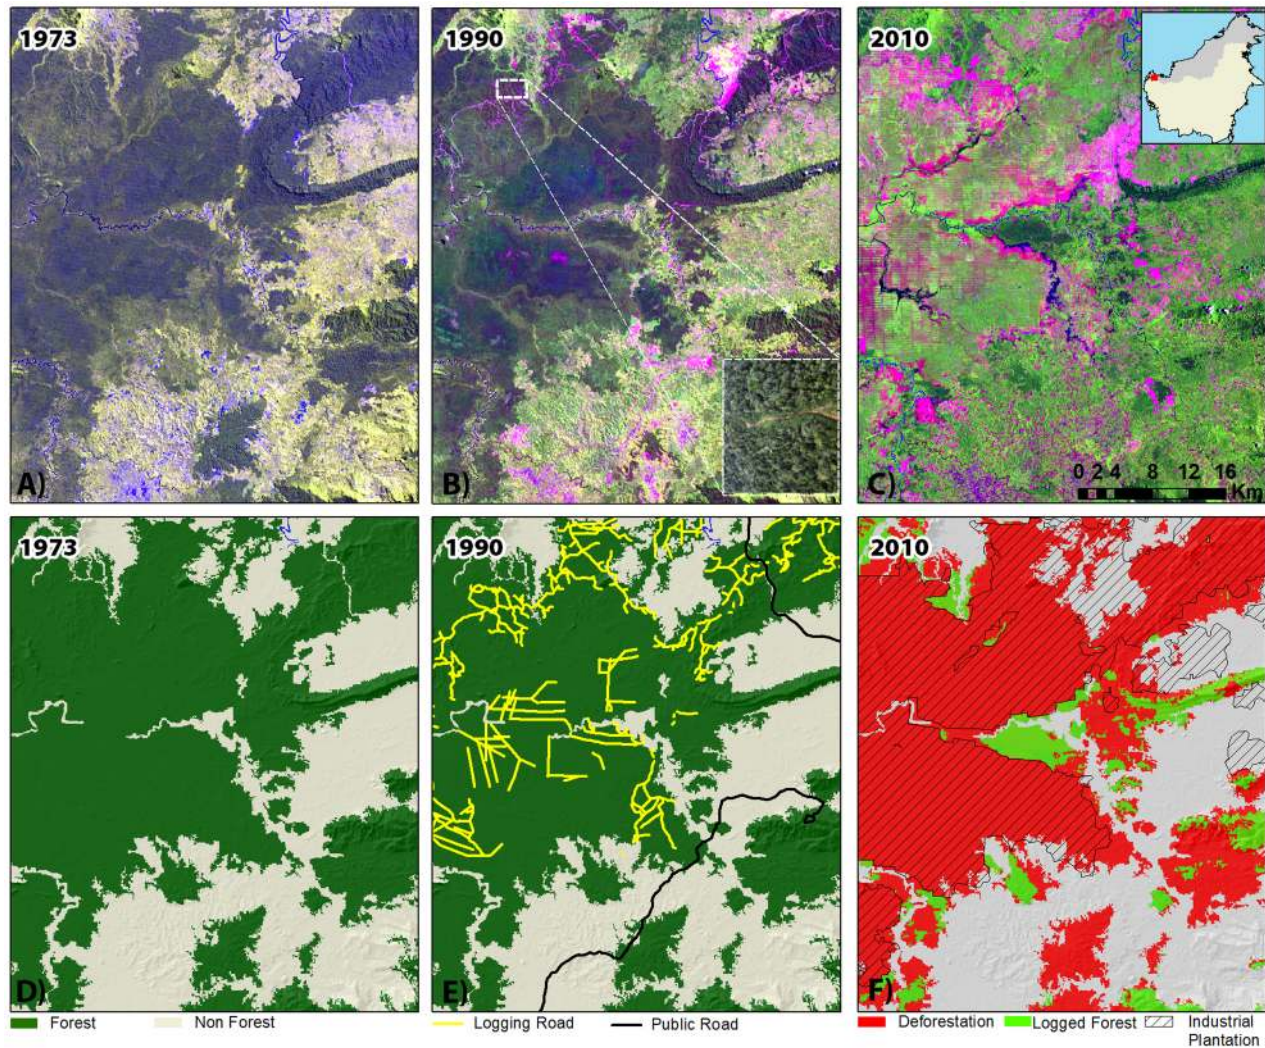 1973
1990
2010
A)
B)
C)
0 2 4 8 12 16
Km
1973
1990
2010
D)
E)
F)
Forest
Non Forest
Logging Road
Public Road
Deforestation
Logged Forest
Industrial
Plantation